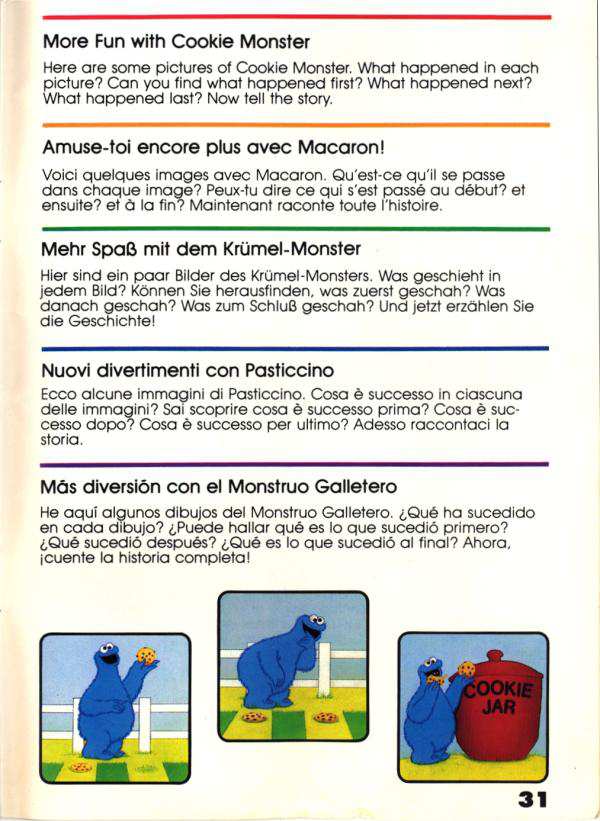 More Fun with Cookie Monster
Here are some pictures of Cookie Monster. What happened in each
picture? Can you find what happened first? What happened next?
What happened last? Now tell the story.
Amuse-toi encore plus avec Macaron!
Voici quelques images avec Macaron. Qu'est-ce qu'il se passe
dans chaque image? Peux-tu dire ce qui s'est passé au début? et
ensuite? et à la fin? Maintenant raconte toute l'histoire.
Mehr Spaß mit dem Krümel-Monster
Hier sind ein paar Bilder des Krümel-Monsters. Was geschieht in
jedem Bild? Können Sie herausfinden, was zuerst geschah? Was
danach geschah? Was zum Schluß geschah? Und jetzt erzählen Sie
die Geschichte!
Nuovi divertimenti con Pasticcino
Ecco alcune immagini di Pasticcino. Cosa è successo in ciascuna
delle immagini? Sai scoprire cosa è successo prima? Cosa è suc-
cesso dopo? Cosa è successo per ultimo? Adesso raccontaci la
storia.
Más diversión con el Monstruo Galletero
He aquí algunos dibujos del Monstruo Galletero. ¿Qué ha sucedido
en cada dibujo? ¿Puede hallar qué es lo que sucedió primero?
¿Qué sucedió después? ¿Qué es lo que sucedió al final? Ahora,
¡cuente la historia completa!
COOKIE
JAR
31